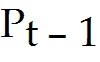 Pt – 1